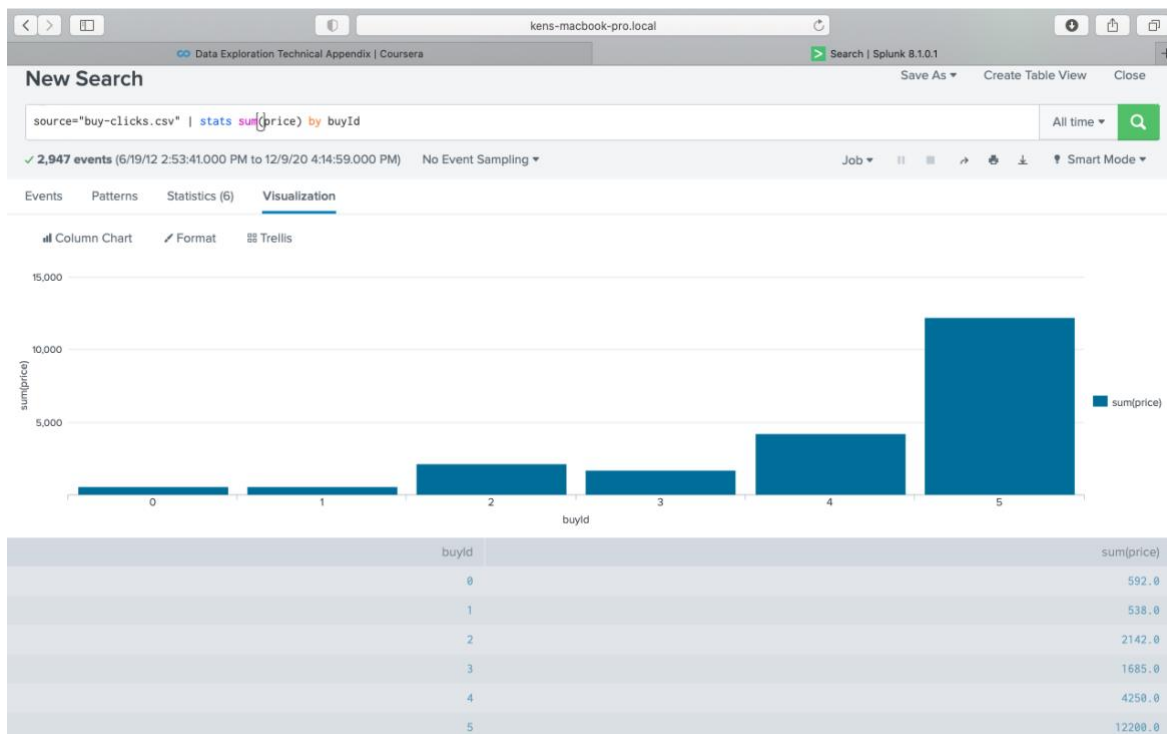 kens-macbook-pro.local
Data Exploration Technical Appendix | Coursera
Search | Splunk 8.1.0.1
New Search
Save As
Create Table View
Close
source="buy-clicks.csv" | stats sum(price) by buyId
All time
2,947 events (6/19/12 2:53:41.000 PM to 12/9/20 4:14:59.000 PM)
No Event Sampling
Job
Smart Mode
Events
Patterns
Statistics (6)
Visualization
Column Chart
Format
Trellis
15,000
10,000
5,000
sum(price)
sum(price)
0 1 2 3 4 5
buyId
buyId sum(price)
0 592.0
1 538.0
2 2142.0
3 1685.0
4 4250.0
5 12200.0